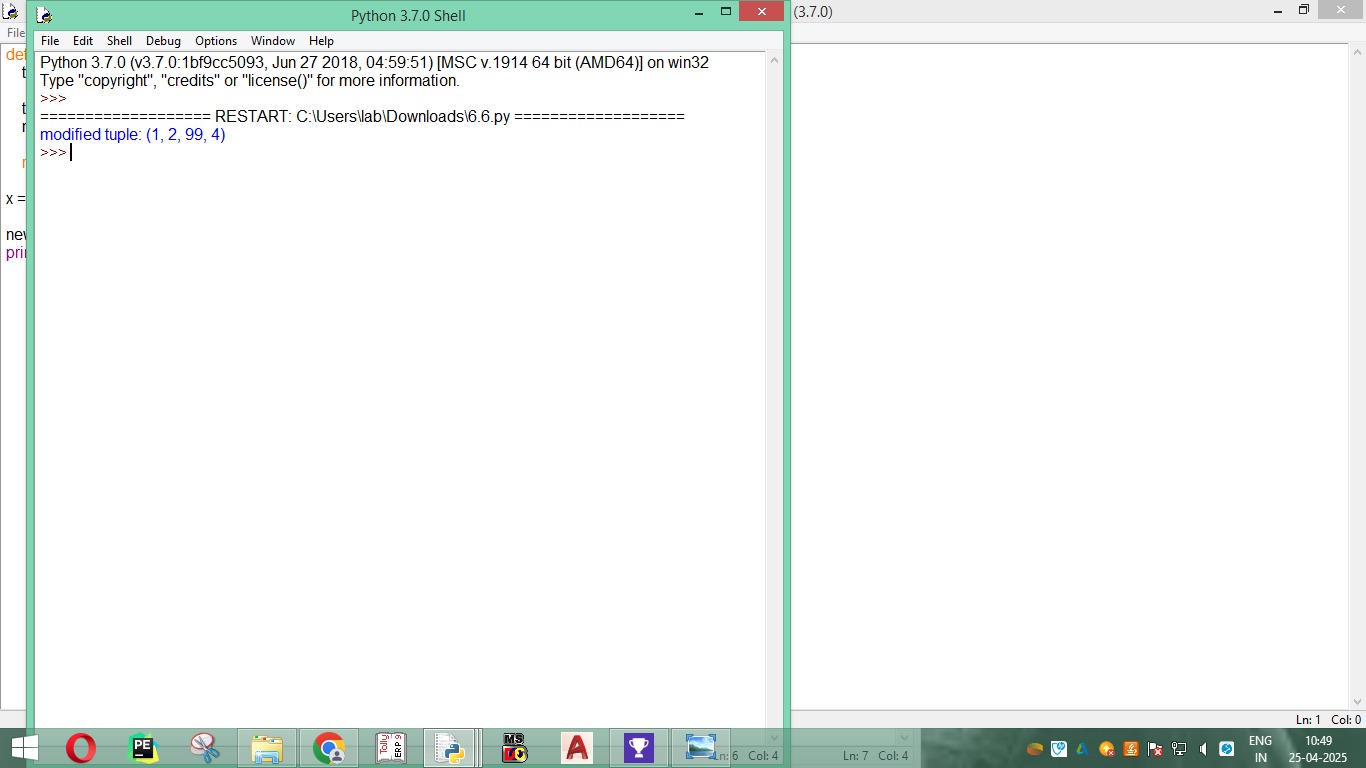 Python 3.7.0 Shell
(3.7.0)
File Edit Shell Debug Options Window Help
File
Python 3.7.0 (v3.7.0:1bf9cc5093, Jun 27 2018, 04:59:51) [MSC v.1914 64 bit (AMD64)] on win32
Type "copyright", "credits" or "license()" for more information.
>>>
=================== RESTART: C:\Users\lab\Downloads\6.6.py ===================
modified tuple: (1, 2, 99, 4)
>>>
def
x =
Ln: 1 Col: 0
Ln: 6 Col: 4
Ln: 7 Col: 4
PE
Tally
ERP 9
MS
A
ENG
IN
10:49
25-04-2025